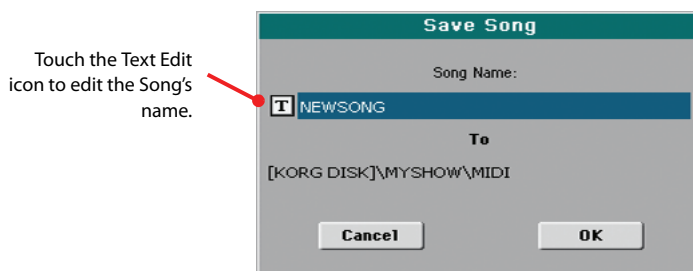 Touch the Text Edit
icon to edit the Song’s
name.
Save Song
Song Name:
T NEWSONG
To
[KORG DISK]\MYSHOW\MIDI
Cancel OK